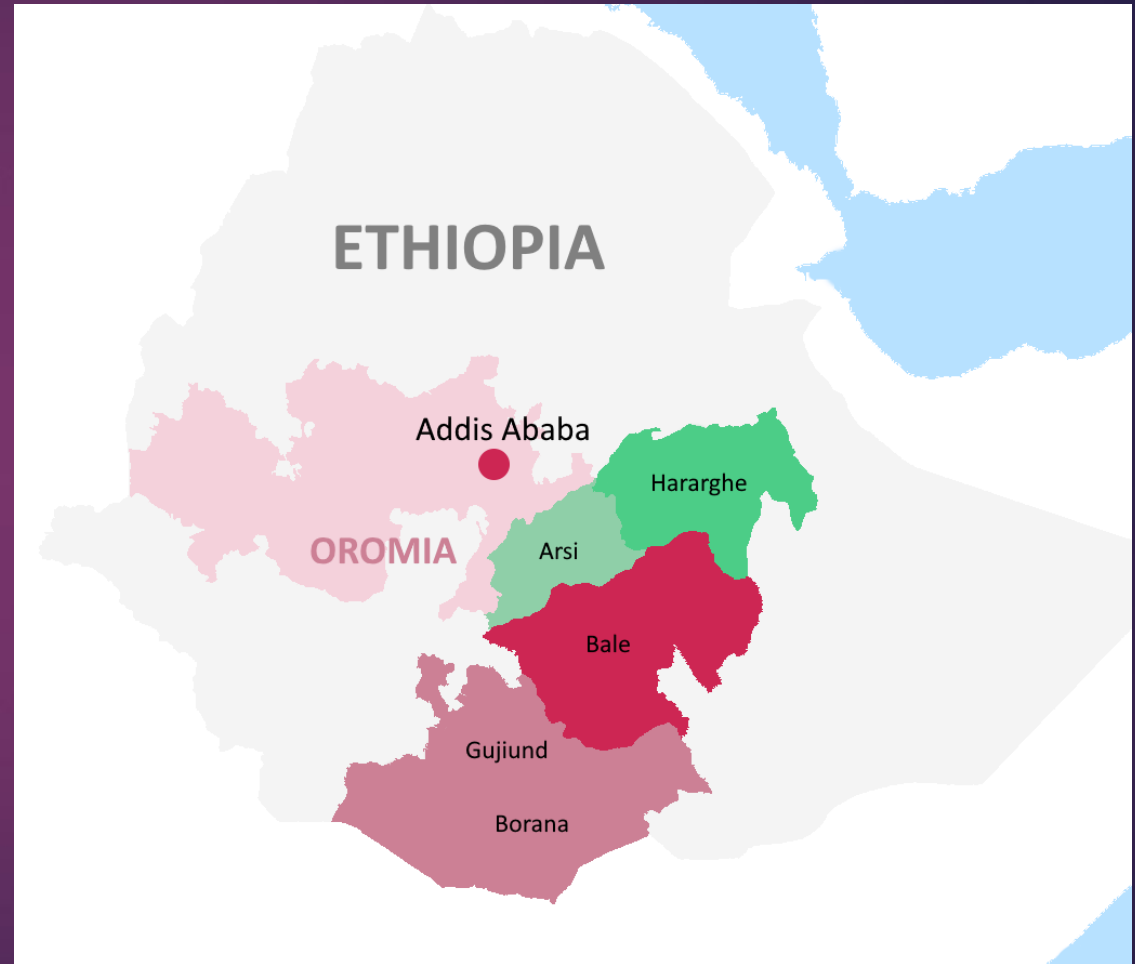 ETHIOPIA
Addis Ababa
Hararghe
OROMIA
Arsi
Bale
Gujiund
Borana